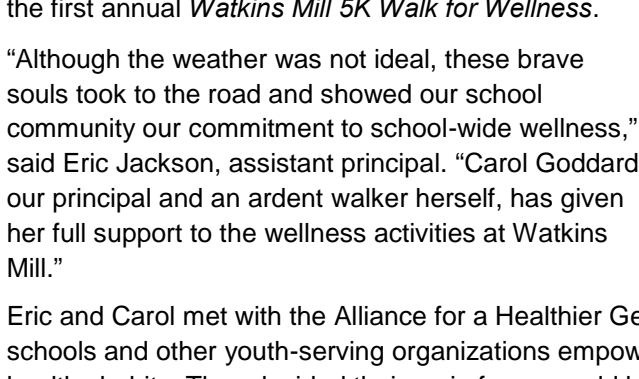 the first annual Watkins Mill 5K Walk for Wellness.
“Although the weather was not ideal, these brave
souls took to the road and showed our school
community our commitment to school-wide wellness,”
said Eric Jackson, assistant principal. “Carol Goddard
our principal and an ardent walker herself, has given
her full support to the wellness activities at Watkins
Mill.”
Eric and Carol met with the Alliance for a Healthier Ge
schools and other youth-serving organizations empow